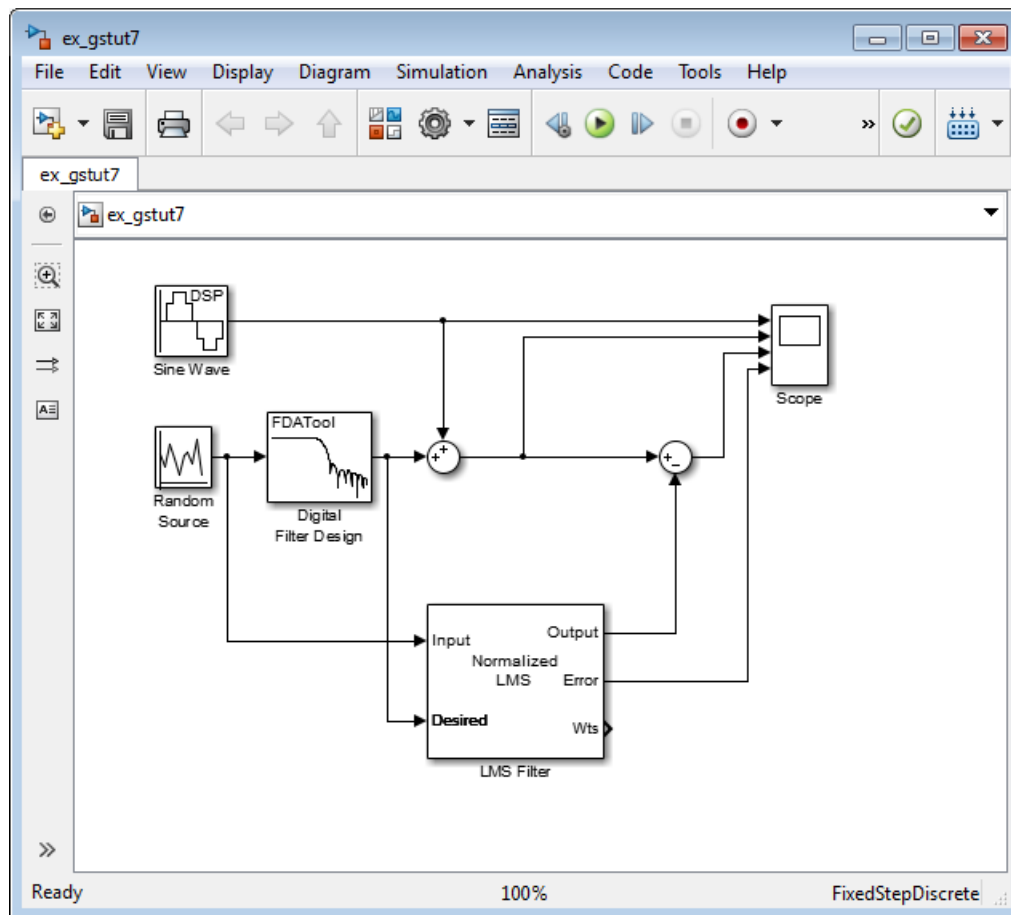 ex_gstut7
File Edit View Display Diagram Simulation Analysis Code Tools Help
»
ex_gstut7
ex_gstut7
DSP
Sine Wave
Scope
FDATool
Random
Source
Digital
Filter Design
Input
Output
Normalized
LMS
Error
Desired
Wts
LMS Filter
»
Ready 100% FixedStepDiscrete